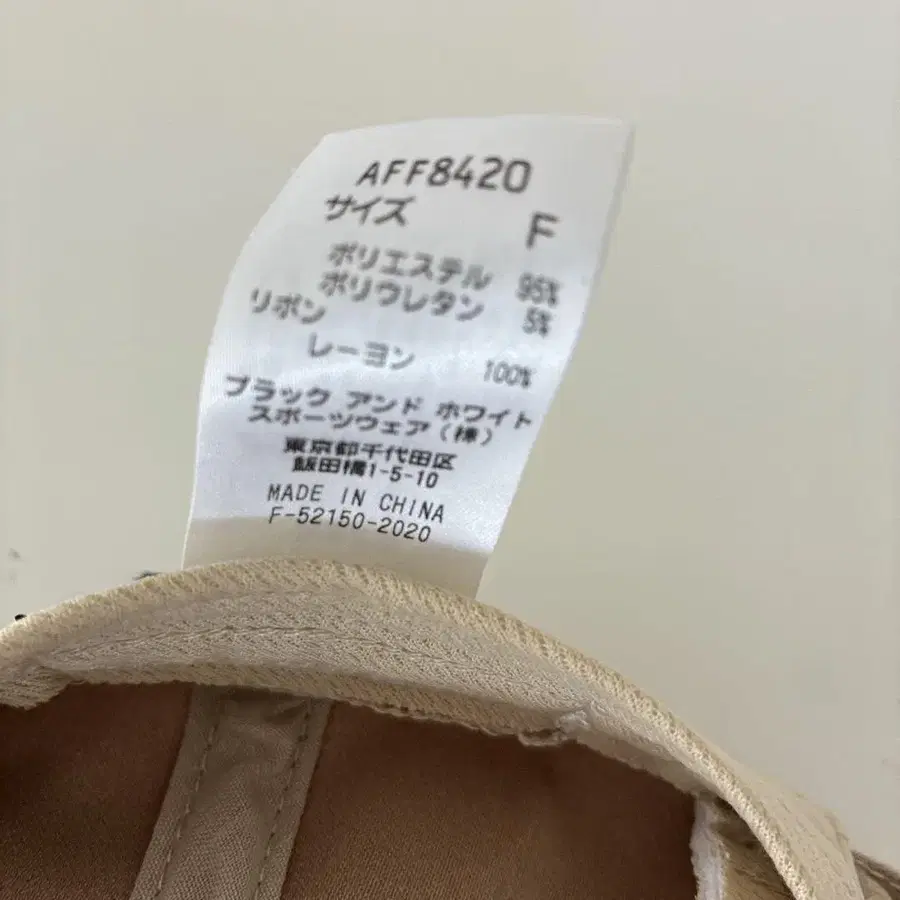 AFF8420
サイズ F
ポリエステル 95%
ポリウレタン 5%
リボン
レーヨン 100%
ブラック アンド ホワイト
スポーツウェア(株)
東京都千代田区
飯田橋1-5-10
MADE IN CHINA
F-52150-2020